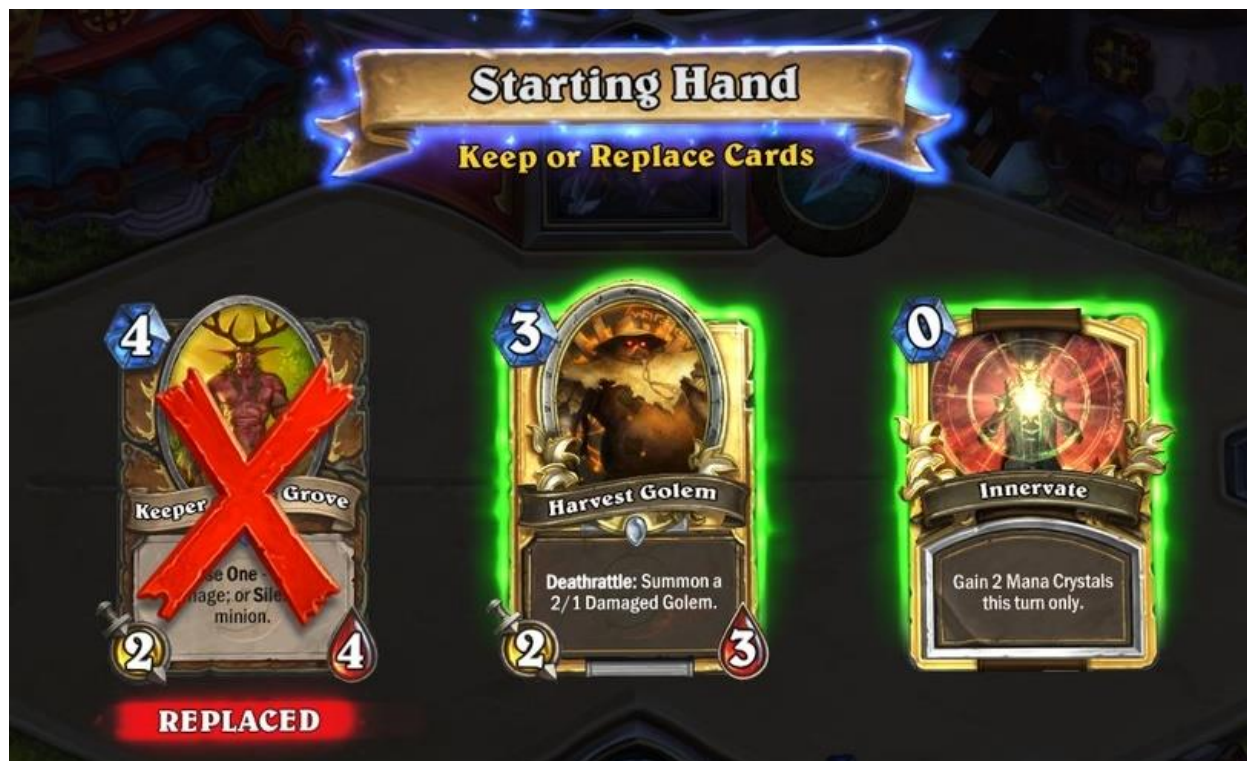 Starting Hand
Keep or Replace Cards
4
Keeper Grove
One -
minion.
2
4
REPLACED
3
Harvest Golem
Deathrattle: Summon a
2/1 Damaged Golem.
2
3
0
Innervate
Gain 2 Mana Crystals
this turn only.